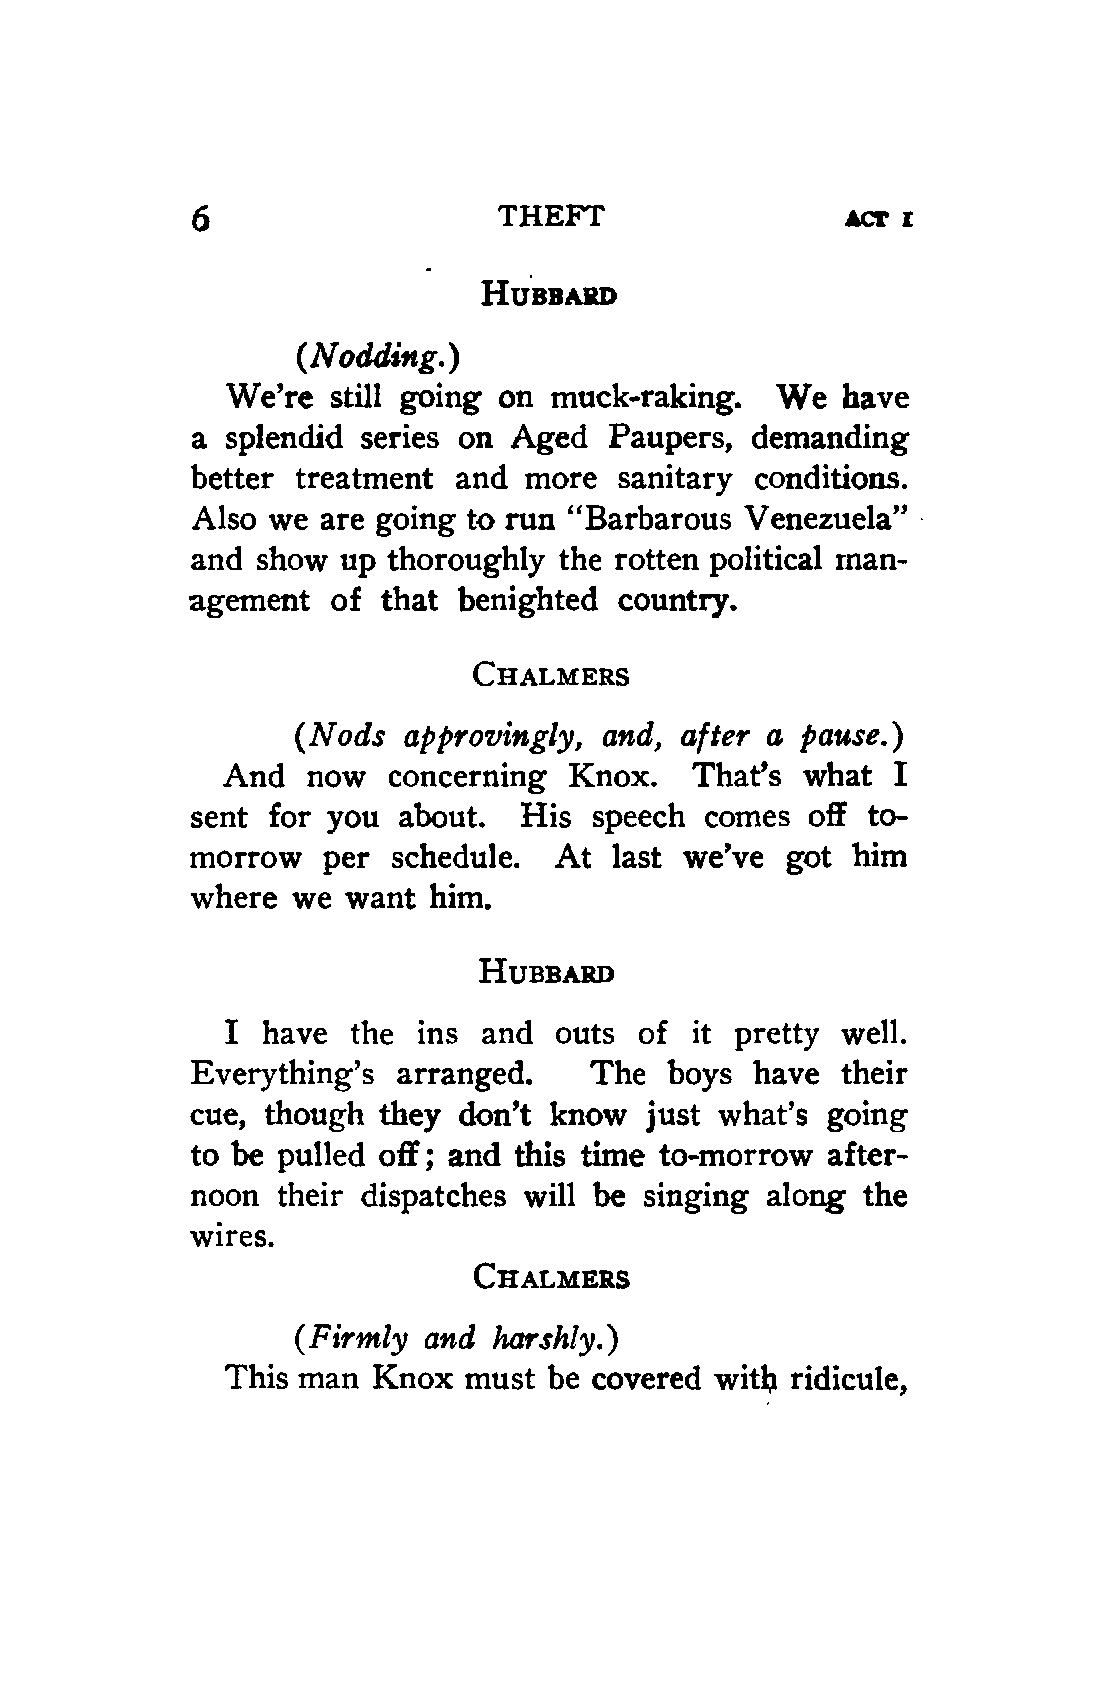 6 THEFT ACT I
HUBBARD
(Nodding.)
We're still going on muck-raking. We have
a splendid series on Aged Paupers, demanding
better treatment and more sanitary conditions.
Also we are going to run “Barbarous Venezuela”
and show up thoroughly the rotten political man-
agement of that benighted country.
CHALMERS
(Nods approvingly, and, after a pause.)
And now concerning Knox. That's what I
sent for you about. His speech comes off to-
morrow per schedule. At last we've got him
where we want him.
HUBBARD
I have the ins and outs of it pretty well.
Everything's arranged. The boys have their
cue, though they don't know just what's going
to be pulled off; and this time to-morrow after-
noon their dispatches will be singing along the
wires.
CHALMERS
(Firmly and harshly.)
This man Knox must be covered with ridicule,